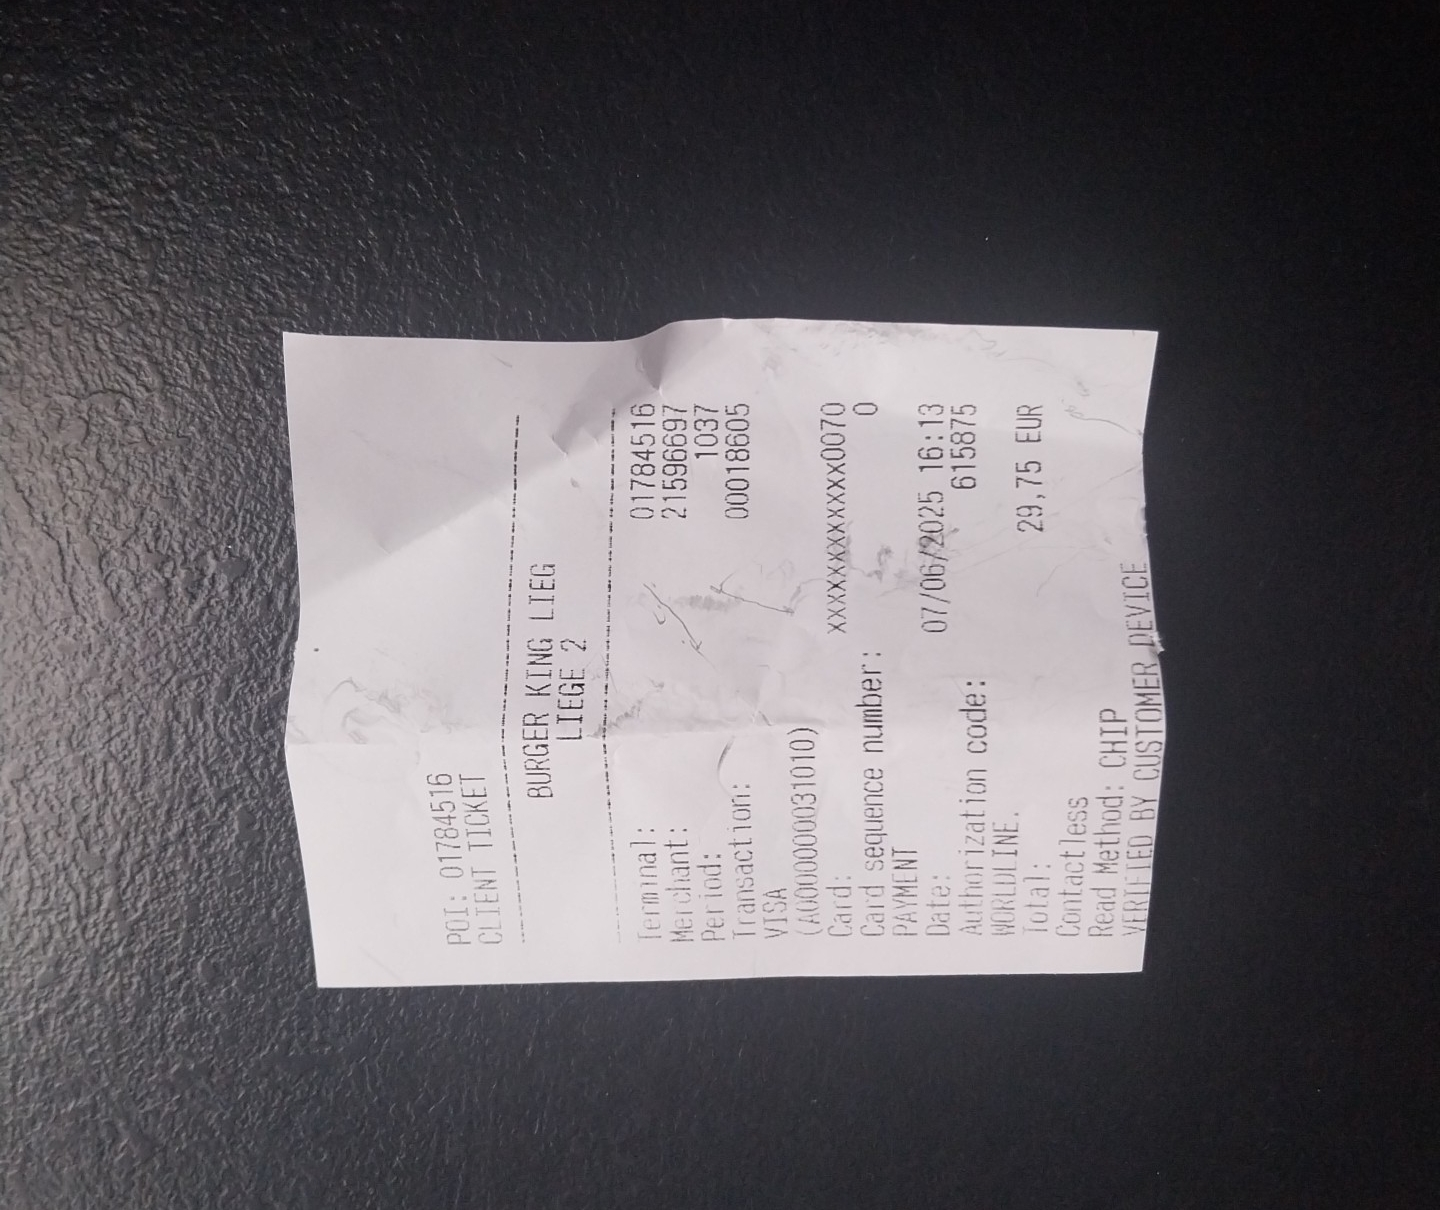 POI: 01784516
CLIENT TICKET
BURGER KING LIEG
LIEGE 2
Terminal: 01784516
Merchant: 21596697
Period: 1037
Transaction: 00018605
VISA
(A0000000031010)
Card: xxxxxxxxxxxxxxx0070
Card sequence number: 0
PAYMENT
Date: 07/06/2025 16:13
Authorization code: 615875
WORLDLINE.
Total: 29,75 EUR
Contactless
Read Method: CHIP
VERIFIED BY CUSTOMER DEVICE